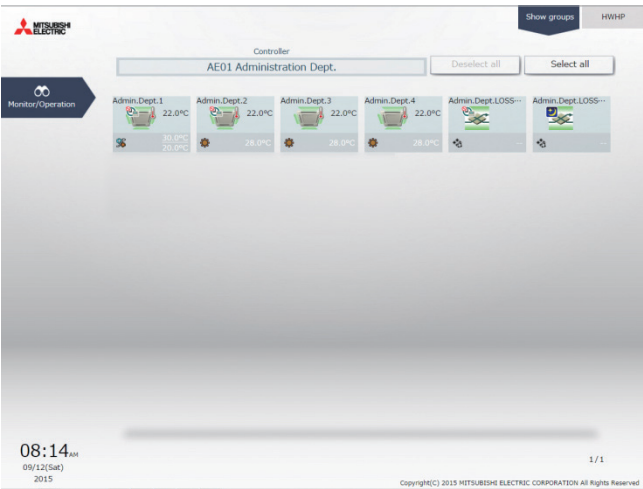 MITSUBISHI
ELECTRIC
Show groups
HWHP
Controller
AE01 Administration Dept.
Deselect all
Select all
Monitor/Operation
Admin.Dept.1
22.0°C
30.0°C
20.0°C
Admin.Dept.2
22.0°C
28.0°C
Admin.Dept.3
22.0°C
28.0°C
Admin.Dept.4
22.0°C
28.0°C
Admin.Dept.LOSS···
--
Admin.Dept.LOSS···
--
08:14AM
09/12(Sat)
2015
1/1
Copyright(C) 2015 MITSUBISHI ELECTRIC CORPORATION All Rights Reserved